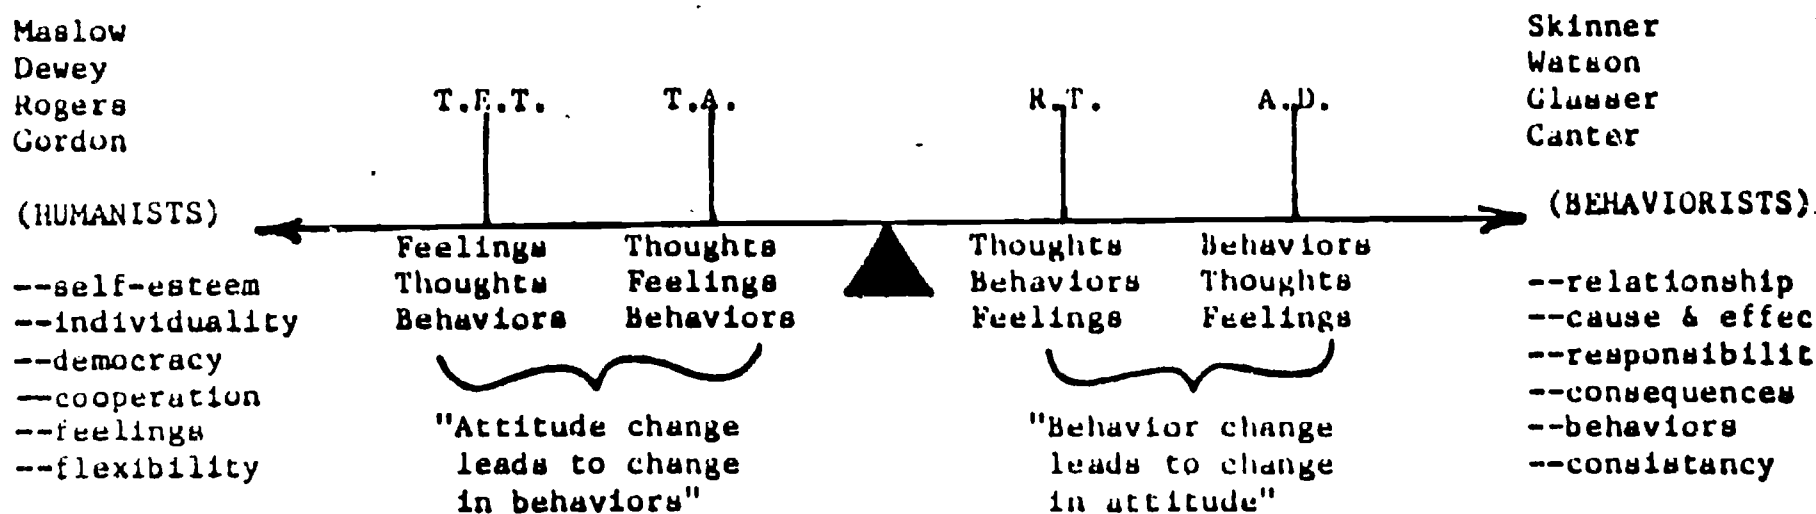 Maslow
Dewey
Rogers
Gordon
(HUMANISTS)
--self-esteem
--individuality
--democracy
--cooperation
--feelings
--flexibility
T.E.T.
Feelings
Thoughts
Behaviors
T.A.
Thoughts
Feelings
Behaviors
"Attitude change
leads to change
in behaviors"
R.T.
Thoughts
Behaviors
Feelings
A.D.
Behaviors
Thoughts
Feelings
"Behavior change
leads to change
in attitude"
Skinner
Watson
Glasser
Canter
(BEHAVIORISTS)
--relationship
--cause & effec
--responsibilit
--consequences
--behaviors
--consistancy